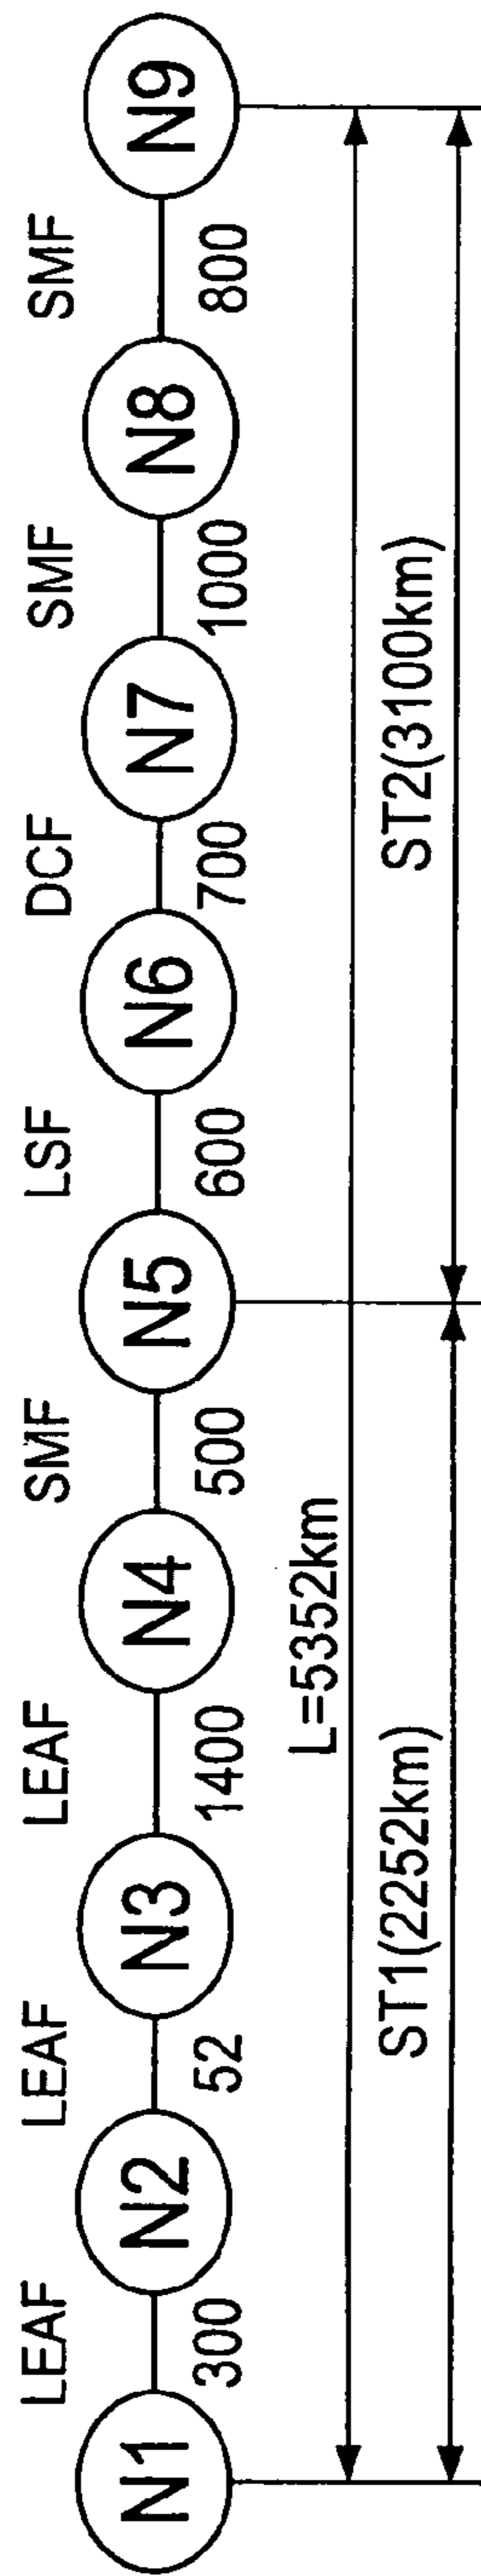 LEAF LEAF LEAF SMF LSF DCF SMF SMF
N1 N2 N3 N4 N5 N6 N7 N8 N9
300 52 1400 500 600 700 1000 800
L=5352km
ST1(2252km) ST2(3100km)